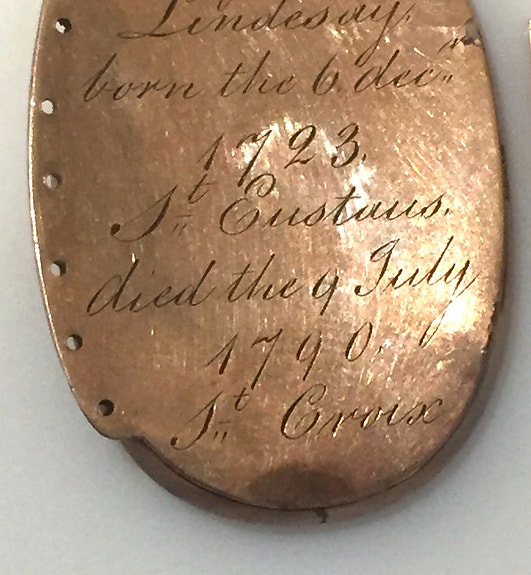 Lindesay.
born the 6 decr
1723.
St Eustaus.
died the 9 July
1790.
St Croix